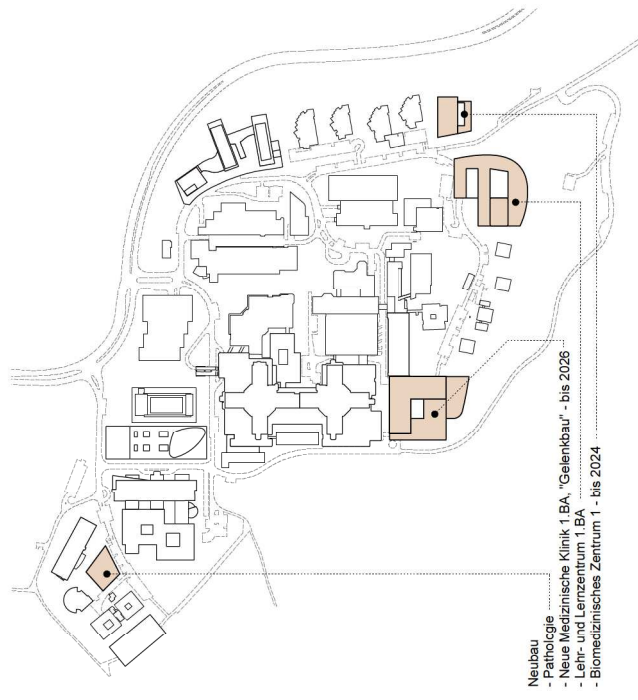 Neubau
- Pathologie
- Neue Medizinische Klinik 1.BA, "Gelenkbau" - bis 2026
- Lehr- und Lernzentrum 1.BA
- Biomedizinisches Zentrum 1 - bis 2024